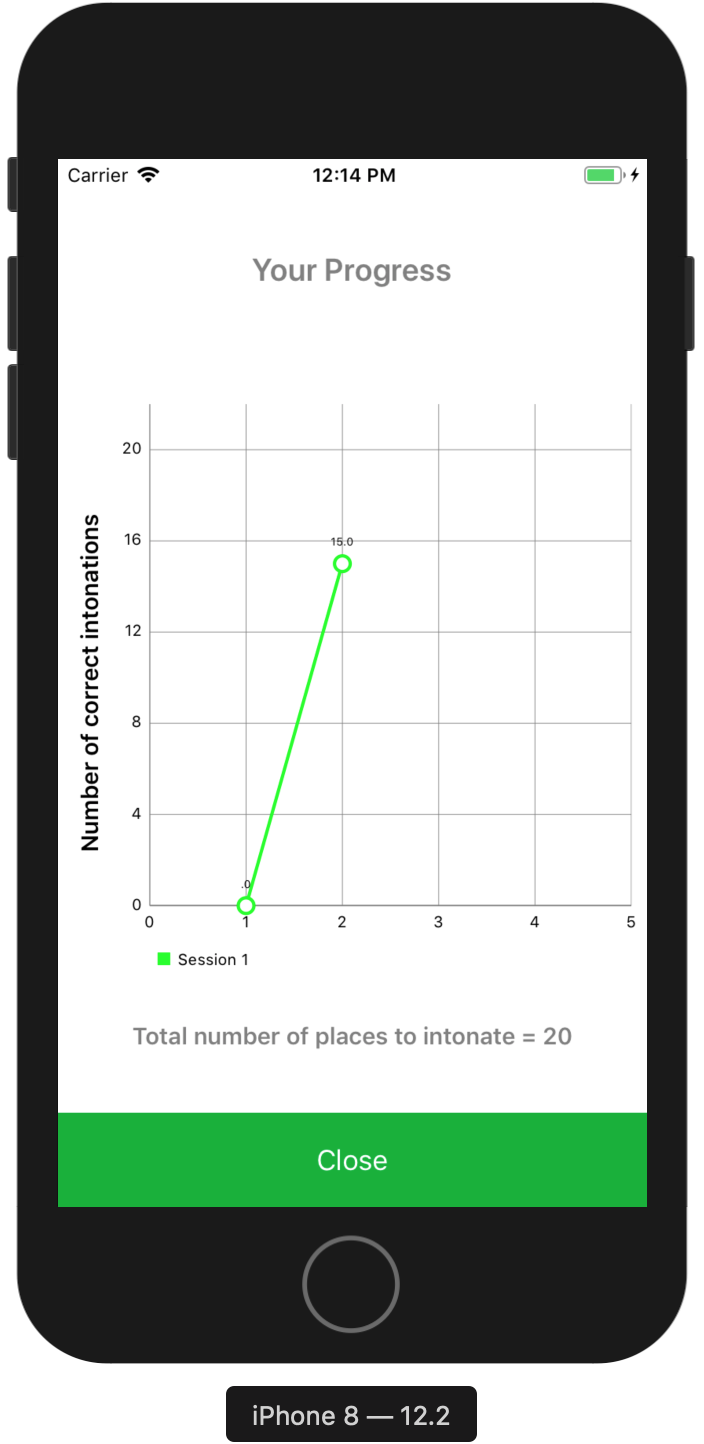 Carrier
12:14 PM
Your Progress
Number of correct intonations
20
16
12
8
4
0
15.0
.0
0 1 2 3 4 5
Session 1
Total number of places to intonate = 20
Close
iPhone 8 — 12.2